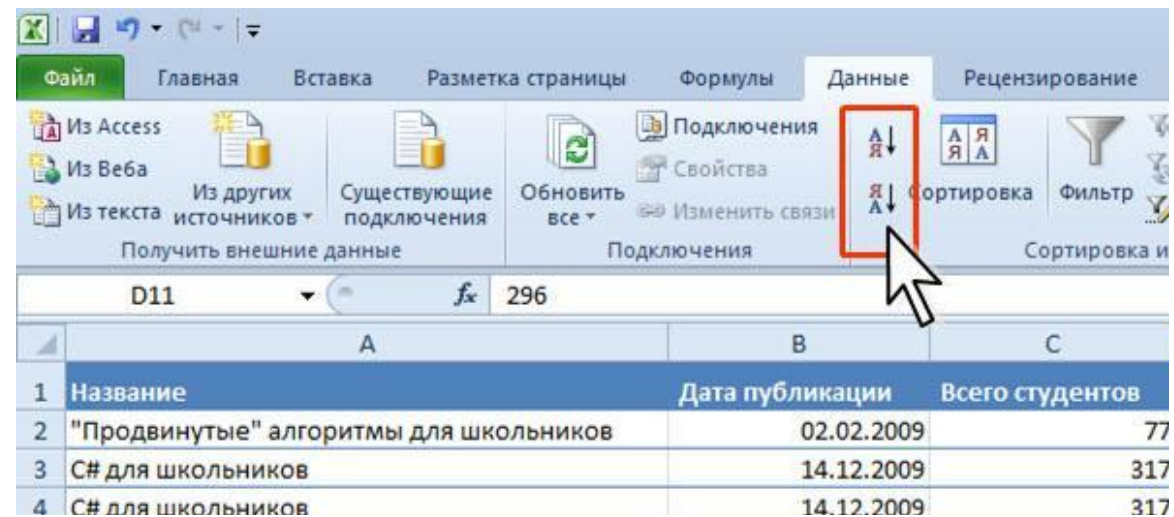 Файл Главная Вставка Разметка страницы Формулы Данные Рецензирование
Из Access
Из Веба
Из текста
Из других
источников
Существующие
подключения
Получить внешние данные
Обновить
все
Подключения
Свойства
Изменить связи
Подключения
А
Я
Я
А
А Я
Я А
Сортировка
Фильтр
Сортировка и
D11 fx 296
A B C
1 Название Дата публикации Всего студентов
2 "Продвинутые" алгоритмы для школьников 02.02.2009 77
3 C# для школьников 14.12.2009 317
4 C# для школьников 14.12.2009 317